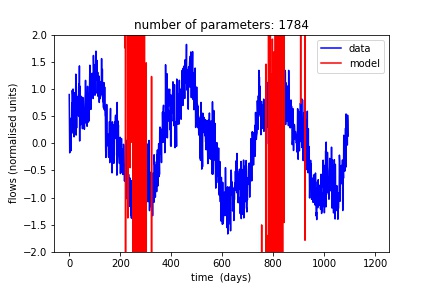 number of parameters: 1784
data
model
flows (normalised units)
2.0
1.5
1.0
0.5
0.0
−0.5
−1.0
−1.5
−2.0
0 200 400 600 800 1000 1200
time (days)